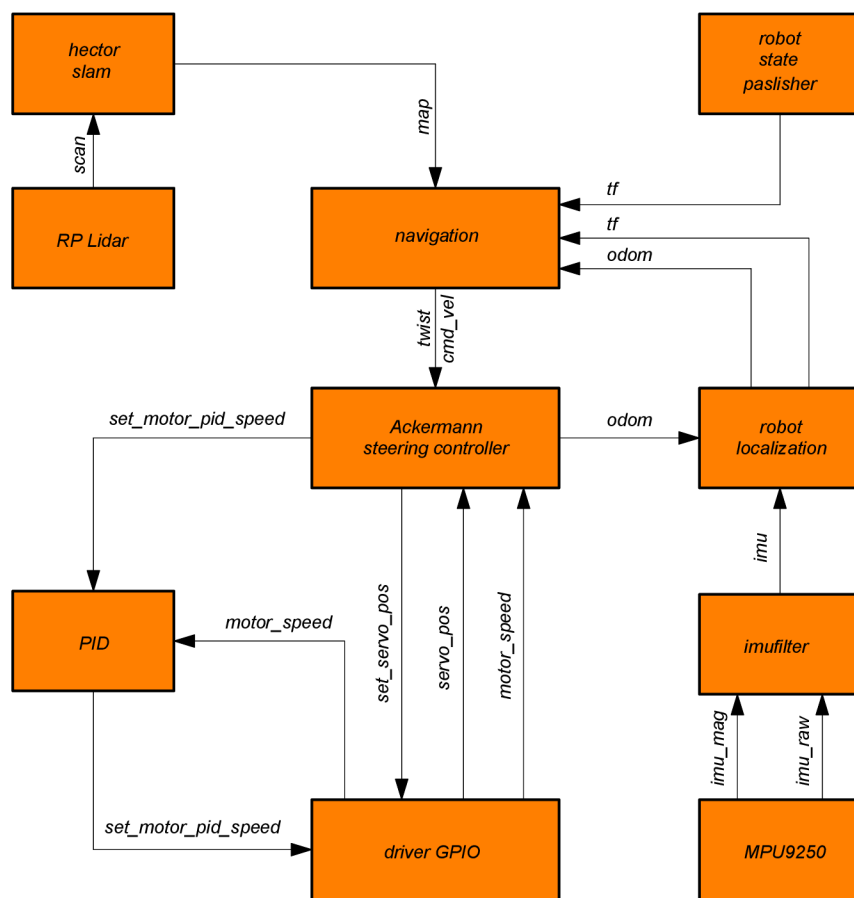 hector
slam
robot
state
paslisher
map
scan
tf
RP Lidar
navigation
tf
odom
twist
cmd_vel
set_motor_pid_speed
Ackermann
steering controller
odom
robot
localization
imu
set_servo_pos
servo_pos
motor_speed
motor_speed
PID
imufilter
imu_mag
imu_raw
set_motor_pid_speed
driver GPIO
MPU9250